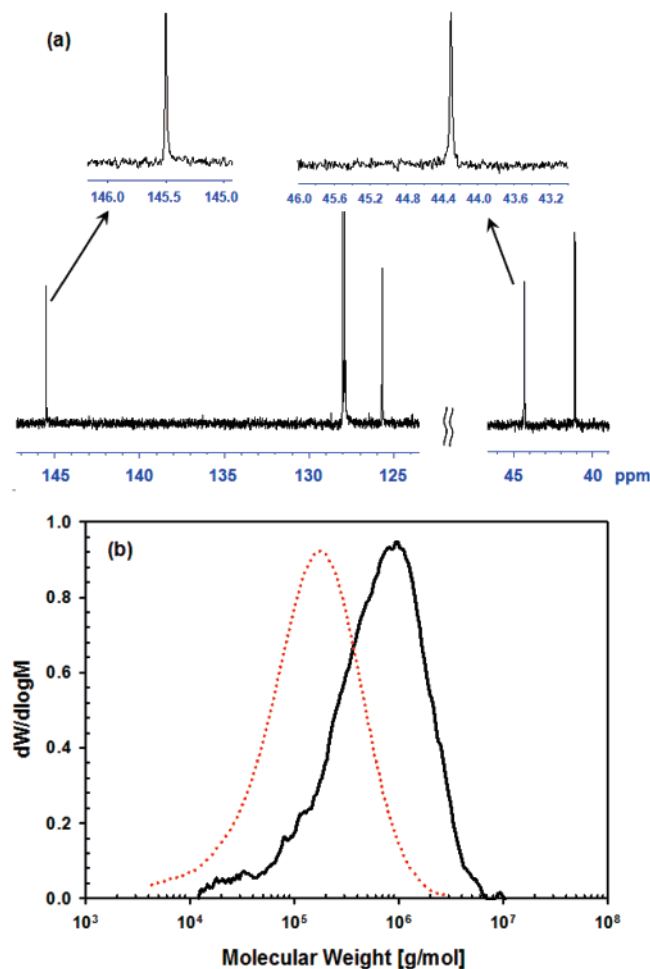 (a)
146.0 145.5 145.0
46.0 45.6 45.2 44.8 44.4 44.0 43.6 43.2
145 140 135 130 125 45 40 ppm
(b)
1.0
0.8
0.6
0.4
0.2
0.0
dW/dlogM
10³ 10⁴ 10⁵ 10⁶ 10⁷ 10⁸
Molecular Weight [g/mol]